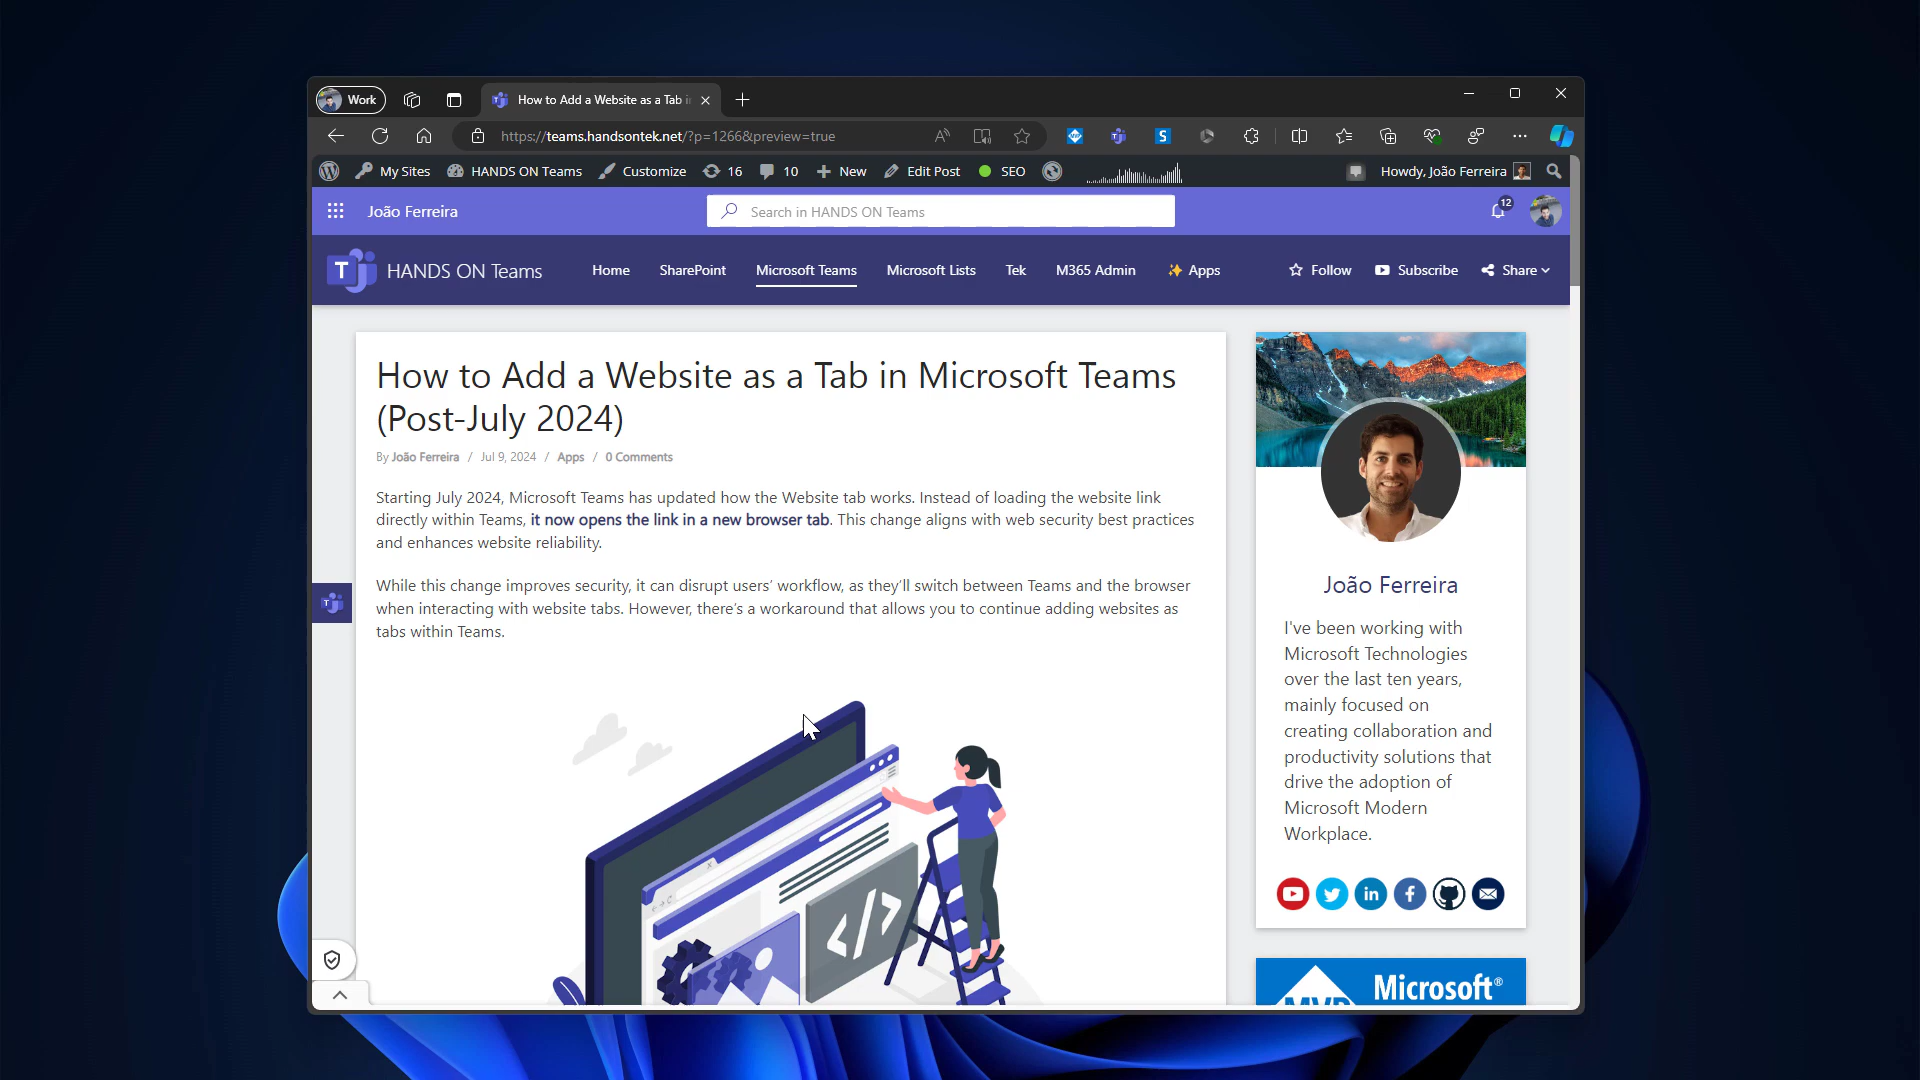 Work
How to Add a Website as a Tab i
https://teams.handsontek.net/?p=1266&preview=true
My Sites
HANDS ON Teams
Customize
16
10
New
Edit Post
SEO
Howdy, João Ferreira
João Ferreira
Search in HANDS ON Teams
12
T
HANDS ON Teams
Home
SharePoint
Microsoft Teams
Microsoft Lists
Tek
M365 Admin
Apps
Follow
Subscribe
Share
How to Add a Website as a Tab in Microsoft Teams
(Post-July 2024)
By João Ferreira / Jul 9, 2024 / Apps / 0 Comments
Starting July 2024, Microsoft Teams has updated how the Website tab works. Instead of loading the website link
directly within Teams, it now opens the link in a new browser tab. This change aligns with web security best practices
and enhances website reliability.
While this change improves security, it can disrupt users’ workflow, as they’ll switch between Teams and the browser
when interacting with website tabs. However, there’s a workaround that allows you to continue adding websites as
tabs within Teams.
João Ferreira
I've been working with
Microsoft Technologies
over the last ten years,
mainly focused on
creating collaboration and
productivity solutions that
drive the adoption of
Microsoft Modern
Workplace.
MVP
Microsoft®